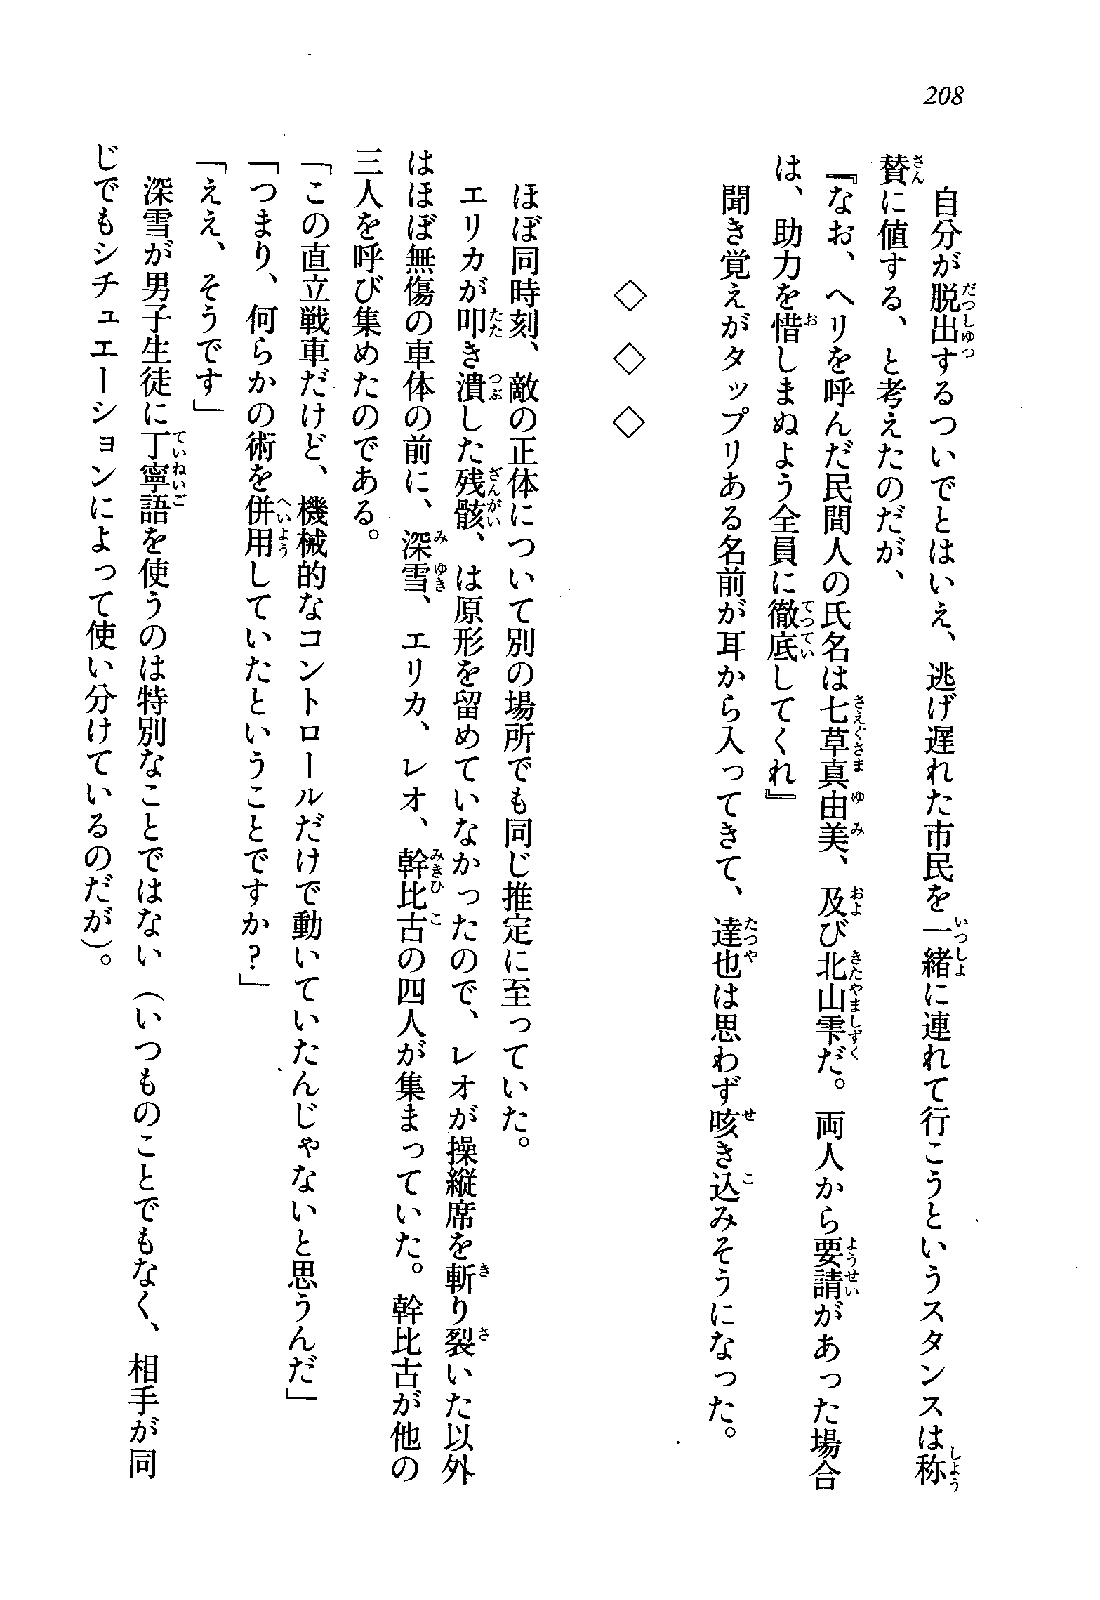 208
自分が脱出するついでとはいえ、逃げ遅れた市民を一緒に連れて行こうというスタンスは称
賛に値する、と考えたのだが、
『なお、ヘリを呼んだ民間人の氏名は七草真由美、及び北山雫だ。両人から要請があった場合
は、助力を惜しまぬよう全員に徹底してくれ』
聞き覚えがタップリある名前が耳から入ってきて、達也は思わず咳き込みそうになった。
◇ ◇ ◇
ほぼ同時刻、敵の正体について別の場所でも同じ推定に至っていた。
エリカが叩き潰した残骸、は原形を留めていなかったので、レオが操縦席を斬り裂いた以外
はほぼ無傷の車体の前に、深雪、エリカ、レオ、幹比古の四人が集まっていた。幹比古が他の
三人を呼び集めたのである。
「この直立戦車だけど、機械的なコントロールだけで動いていたんじゃないと思うんだ」
「つまり、何らかの術を併用していたということですか？」
「ええ、そうです」
深雪が男子生徒に丁寧語を使うのは特別なことではない（いつものことでもなく、相手が同
じでもシチュエーションによって使い分けているのだが）。